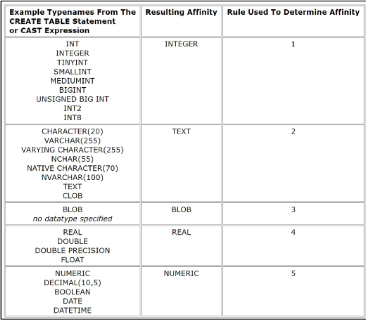 Example Typenames From The CREATE TABLE Statement or CAST Expression
Resulting Affinity
Rule Used To Determine Affinity
INT
INTEGER
TINYINT
SMALLINT
MEDIUMINT
BIGINT
UNSIGNED BIG INT
INT2
INT8
INTEGER
1
CHARACTER(20)
VARCHAR(255)
VARYING CHARACTER(255)
NCHAR(55)
NATIVE CHARACTER(70)
NVARCHAR(100)
TEXT
CLOB
TEXT
2
BLOB
no datatype specified
BLOB
3
REAL
DOUBLE
DOUBLE PRECISION
FLOAT
REAL
4
NUMERIC
DECIMAL(10,5)
BOOLEAN
DATE
DATETIME
NUMERIC
5